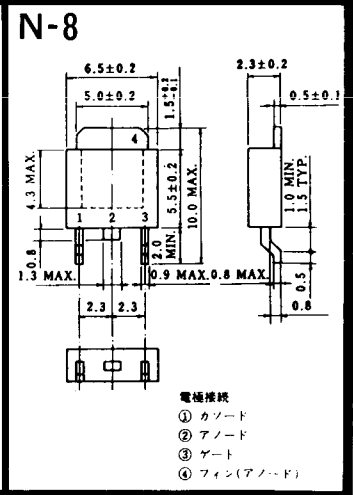 N-8
6.5±0.2
5.0±0.2
1.5±0.2/0.1
4
4.3 MAX.
5.5±0.2
10.0 MAX.
1 2 3
0.8
2.0 MIN.
1.3 MAX.
0.9 MAX.
2.3 2.3
2.3±0.2
0.5±0.1
1.0 MIN.
1.5 TYP.
0.8 MAX.
0.5
0.8
電極接続
① カソード
② アノード
③ ゲート
④ フィン(アノード)